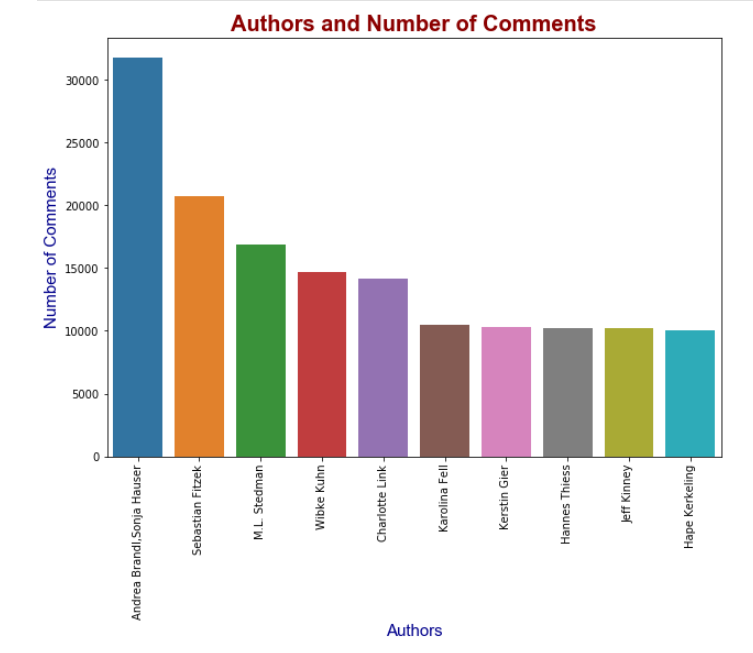 Authors and Number of Comments
Number of Comments
30000
25000
20000
15000
10000
5000
0
Andrea Brandl,Sonja Hauser
Sebastian Fitzek
M.L. Stedman
Wibke Kuhn
Charlotte Link
Karolina Fell
Kerstin Gier
Hannes Thiess
Jeff Kinney
Hape Kerkeling
Authors